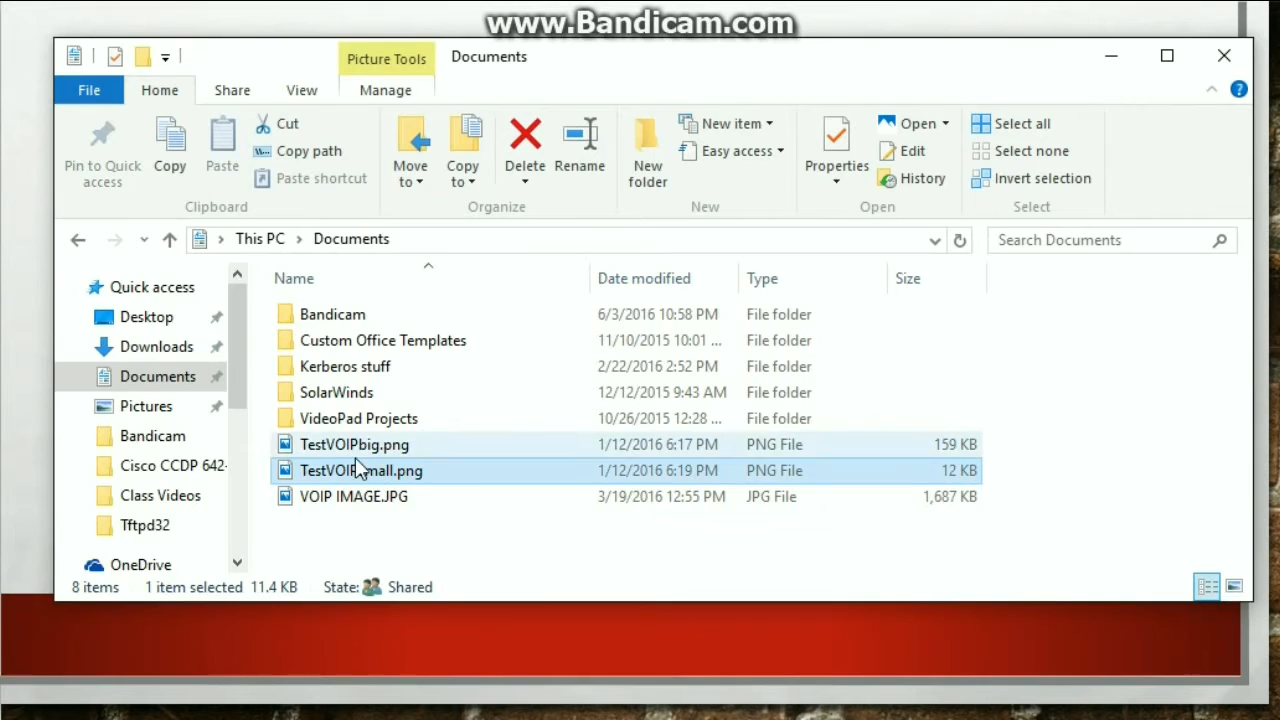 www.Bandicam.com
Picture Tools Documents
File Home Share View Manage
Pin to Quick access
Copy
Paste
Cut
Copy path
Paste shortcut
Clipboard
Move to
Copy to
Delete
Rename
Organize
New folder
New item
Easy access
New
Properties
Open
Edit
History
Open
Select all
Select none
Invert selection
Select
This PC > Documents
Search Documents
Quick access
Desktop
Downloads
Documents
Pictures
Bandicam
Cisco CCDP 642-
Class Videos
Tftpd32
OneDrive
Name Date modified Type Size
Bandicam 6/3/2016 10:58 PM File folder
Custom Office Templates 11/10/2015 10:01 ... File folder
Kerberos stuff 2/22/2016 2:52 PM File folder
SolarWinds 12/12/2015 9:43 AM File folder
VideoPad Projects 10/26/2015 12:28 ... File folder
TestVOIPbig.png 1/12/2016 6:17 PM PNG File 159 KB
1/12/2016 6:19 PM PNG File 12 KB
VOIP IMAGE.JPG 3/19/2016 12:55 PM JPG File 1,687 KB
8 items 1 item selected 11.4 KB State: Shared